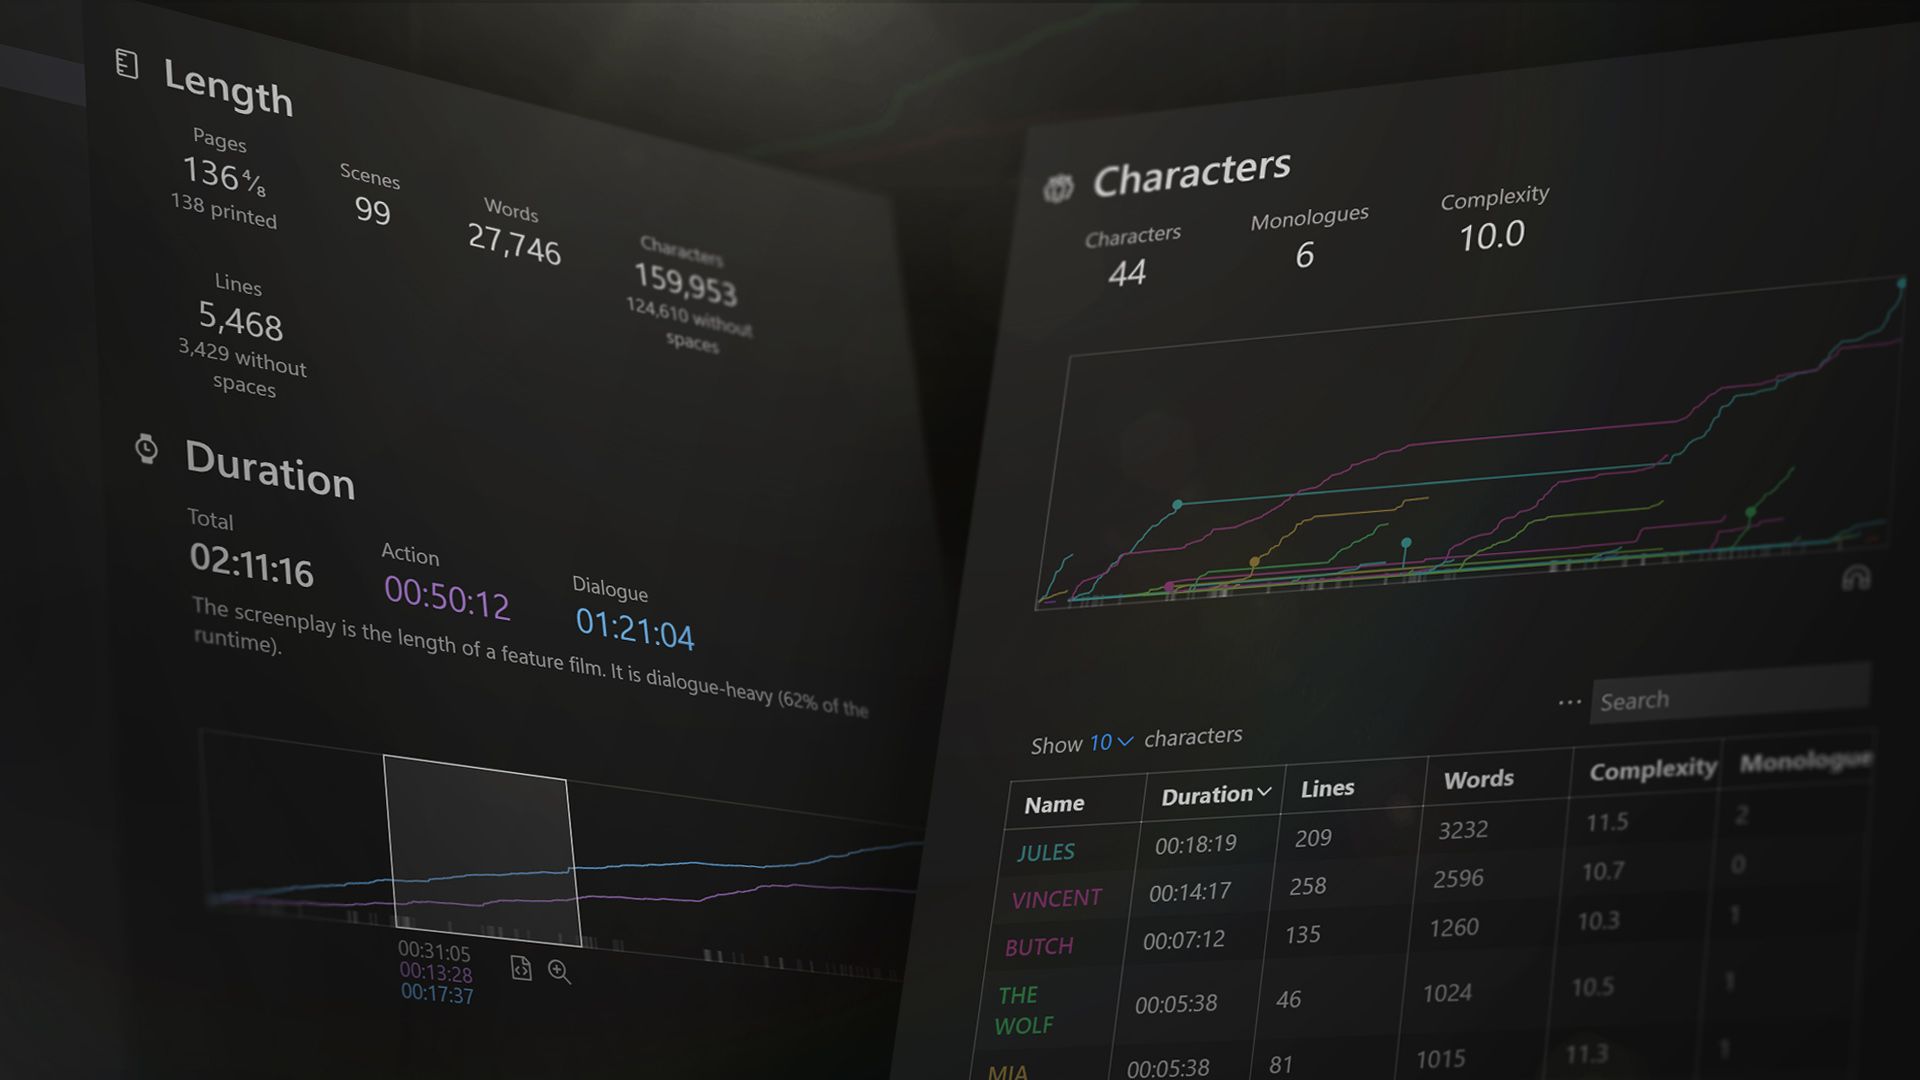 Length
Pages
136 4/8
138 printed
Scenes
99
Words
27,746
Characters
159,953
124,610 without
spaces
Lines
5,468
3,429 without
spaces
Duration
Total
02:11:16
Action
00:50:12
Dialogue
01:21:04
The screenplay is the length of a feature film. It is dialogue-heavy (62% of the
runtime).
00:31:05
00:13:28
00:17:37
Characters
Characters
44
Monologues
6
Complexity
10.0
... Search
Show 10 characters
Name Duration Lines Words Complexity Monologue
JULES 00:18:19 209 3232 11.5 2
VINCENT 00:14:17 258 2596 10.7 0
BUTCH 00:07:12 135 1260 10.3 1
THE
WOLF 00:05:38 46 1024 10.5 1
MIA 00:05:38 81 1015 11.3 1